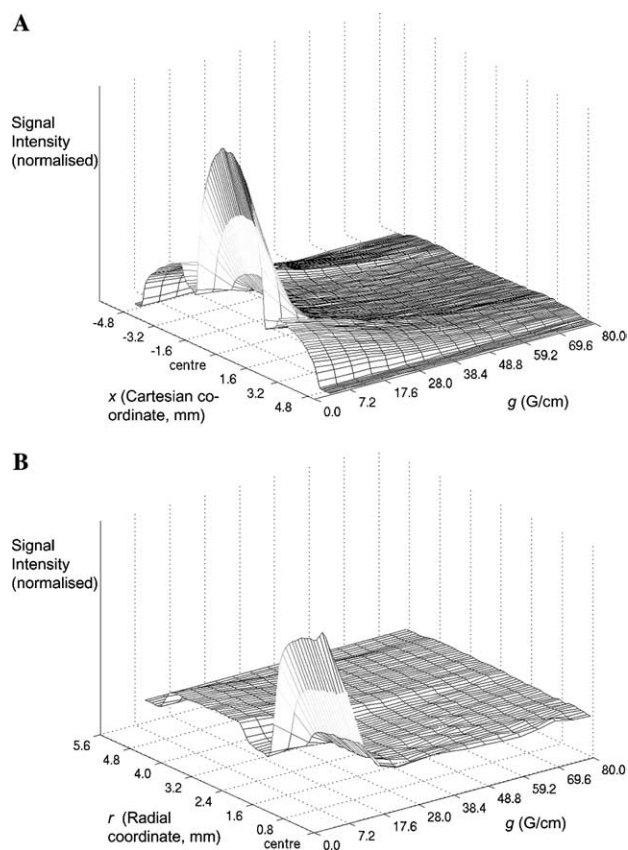 A
Signal
Intensity
(normalised)
-4.8
-3.2
-1.6
centre
1.6
3.2
4.8
x (Cartesian co-
ordinate, mm)
0.0
7.2
17.6
28.0
38.4
48.8
59.2
69.6
80.0
g (G/cm)
B
Signal
Intensity
(normalised)
5.6
4.8
4.0
3.2
2.4
1.6
0.8
centre
r (Radial
coordinate, mm)
0.0
7.2
17.6
28.0
38.4
48.8
59.2
69.6
80.0
g (G/cm)